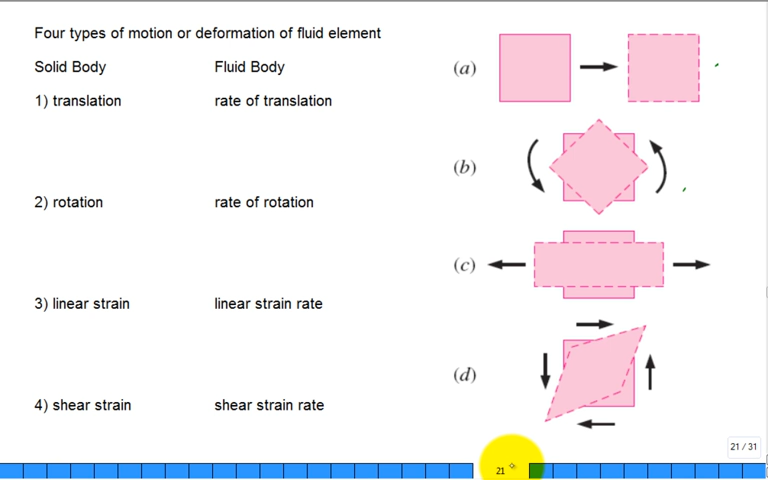 Four types of motion or deformation of fluid element
Solid Body Fluid Body
(a)
1) translation rate of translation
(b)
2) rotation rate of rotation
(c)
3) linear strain linear strain rate
(d)
4) shear strain shear strain rate
21 / 31
21